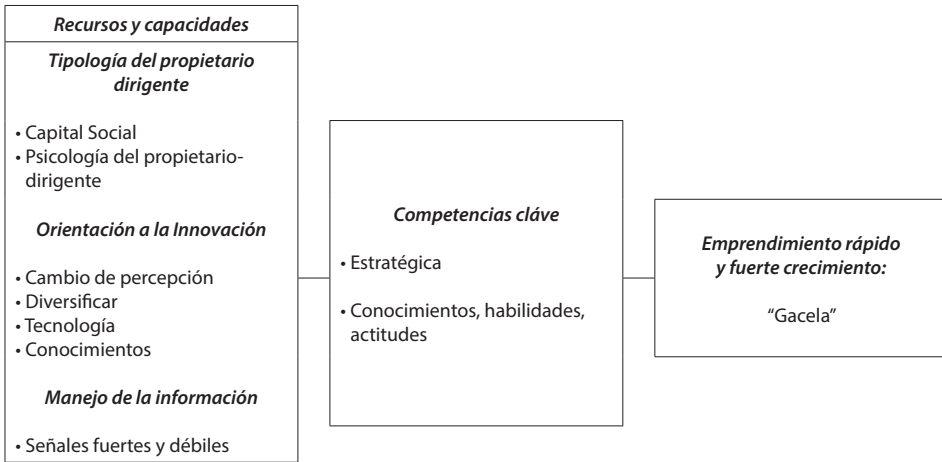 Recursos y capacidades
Tipología del propietario
dirigente
• Capital Social
• Psicología del propietario-
dirigente
Orientación a la Innovación
• Cambio de percepción
• Diversificar
• Tecnología
• Conocimientos
Manejo de la información
• Señales fuertes y débiles
Competencias cláve
• Estratégica
• Conocimientos, habilidades,
actitudes
Emprendimiento rápido
y fuerte crecimiento:
“Gacela”